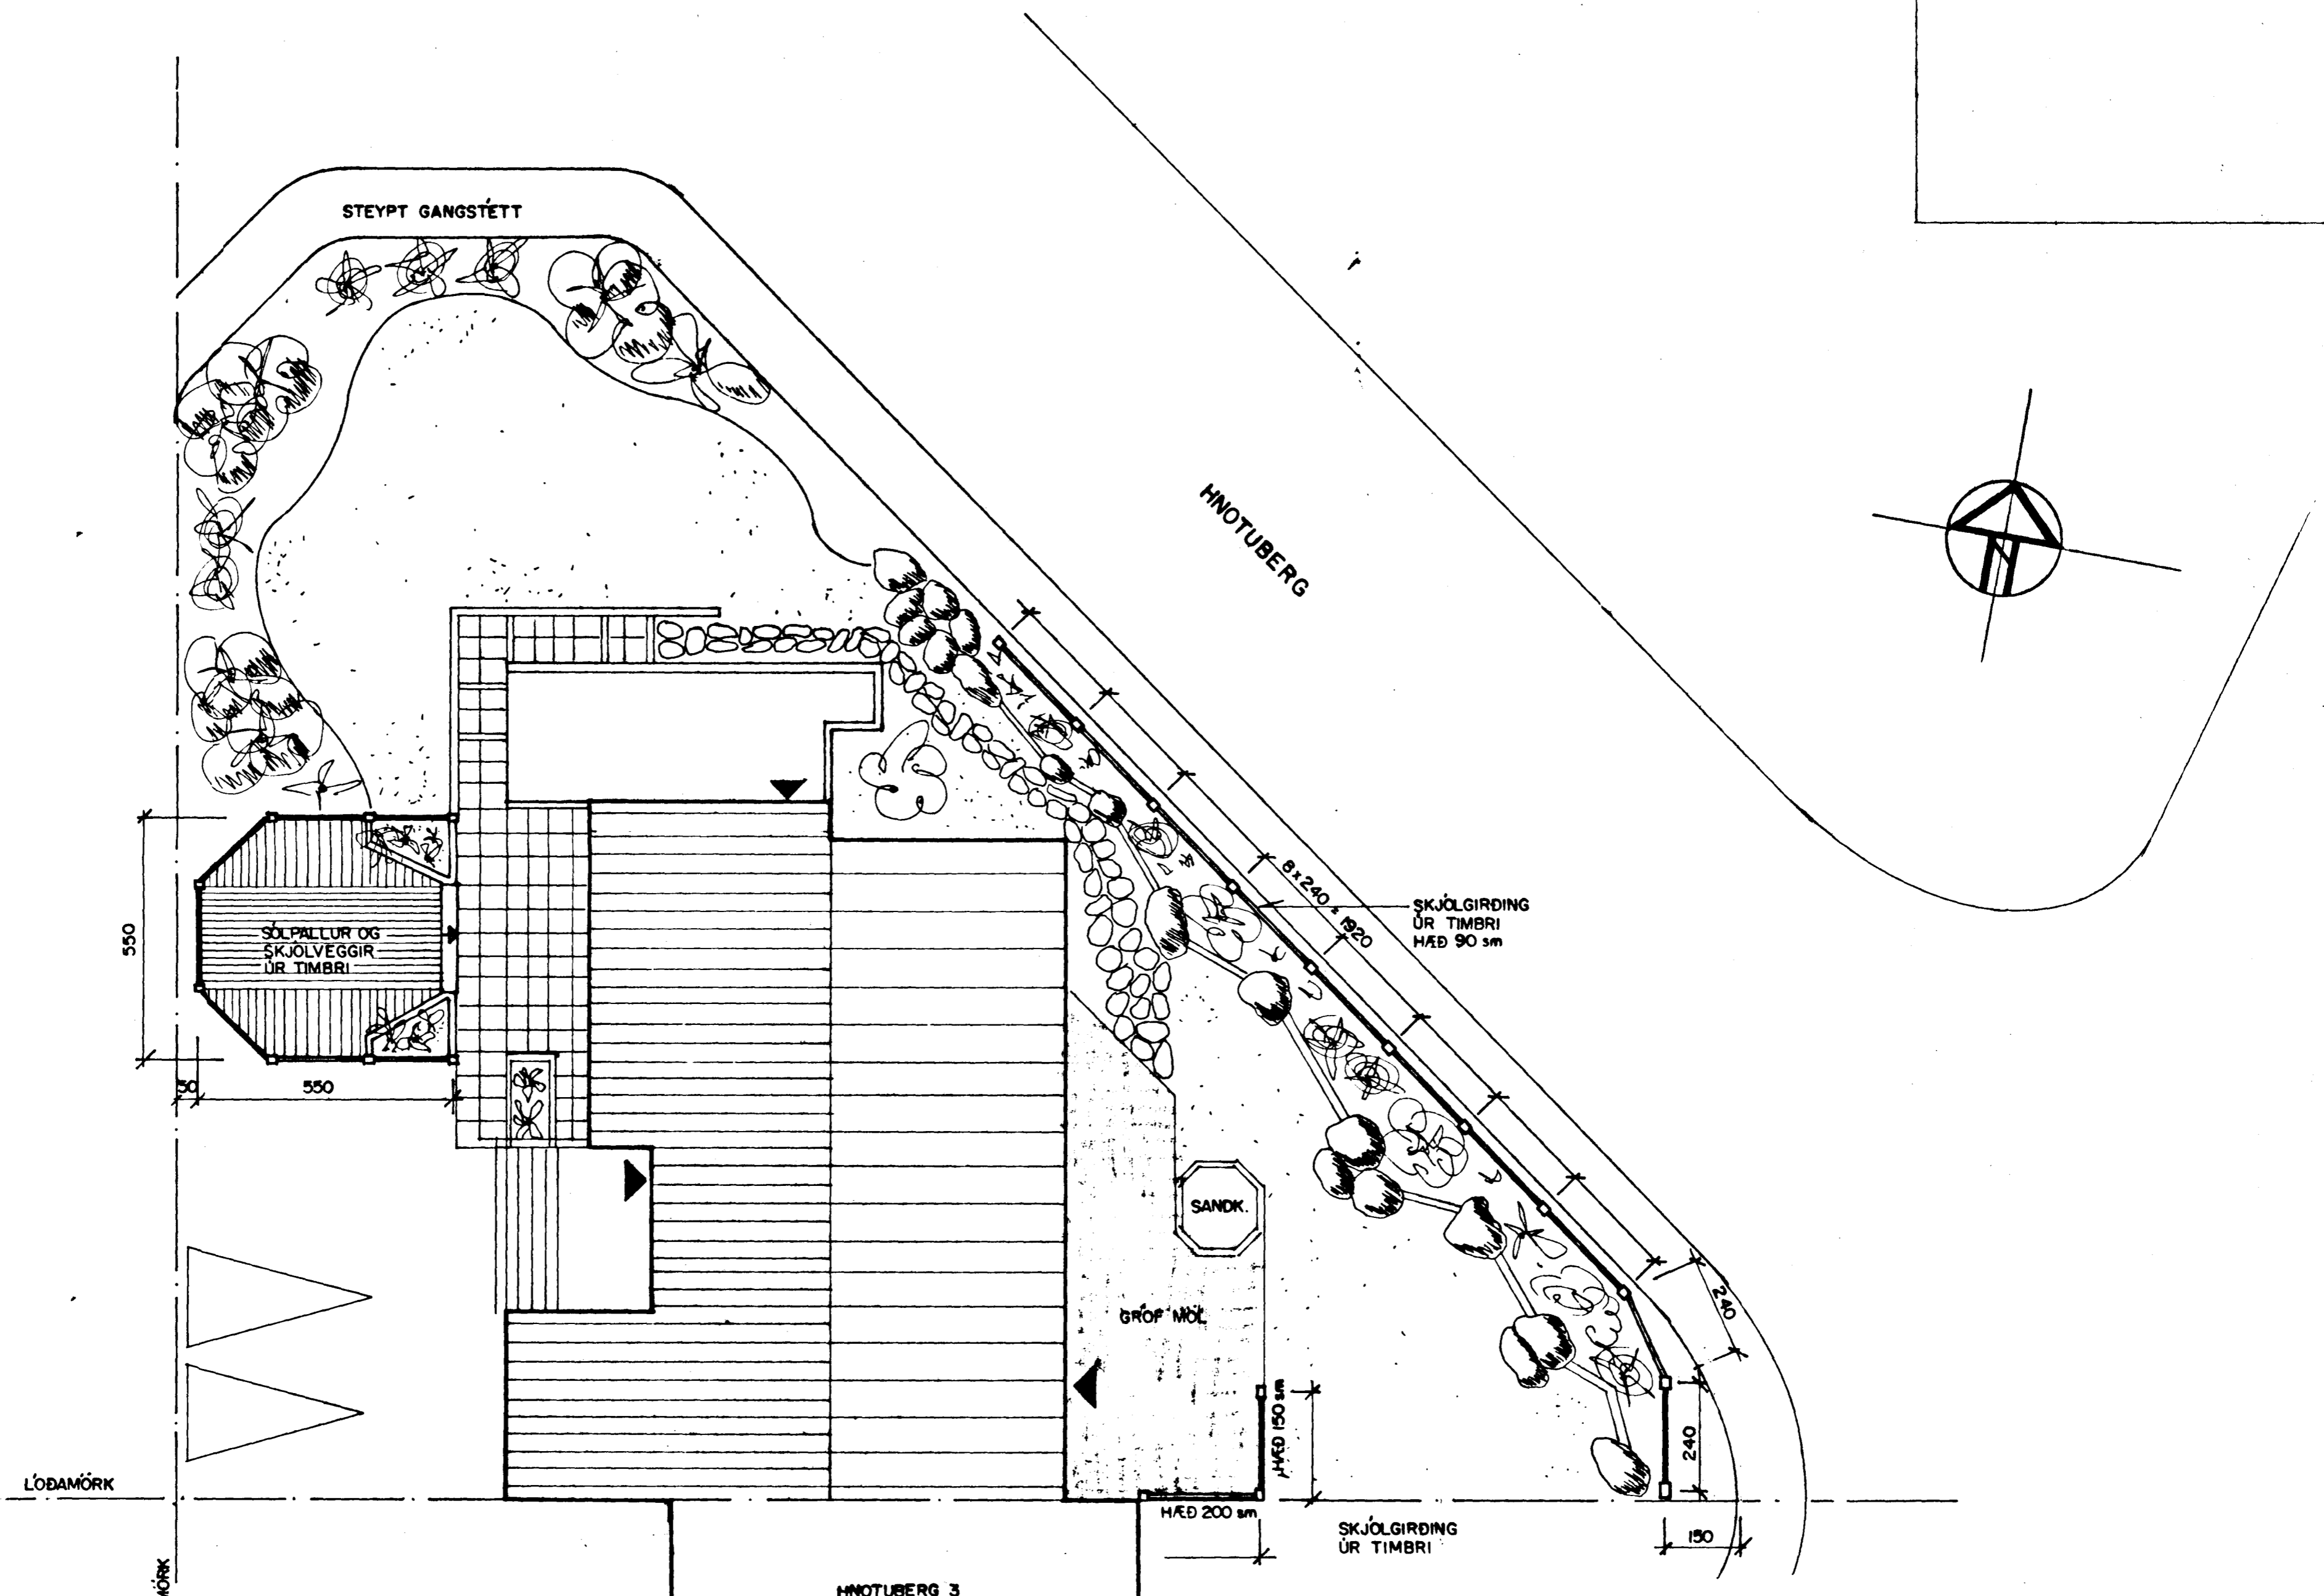 STEYPT GANGSTÉTT
HNOTUBERG
8 x 240 = 1920
SKJÓLGIRÐING
ÚR TIMBRI
HÆÐ 90 sm
550
SÓLPALLUR OG
SKJÓLVEGGIR
ÚR TIMBRI
50
550
SANDK.
GRÓF MÖL
240
240
HÆÐ 150 sm
LÓÐAMÖRK
HÆÐ 200 sm
SKJÓLGIRÐING
ÚR TIMBRI
150
HNOTUBERG 3